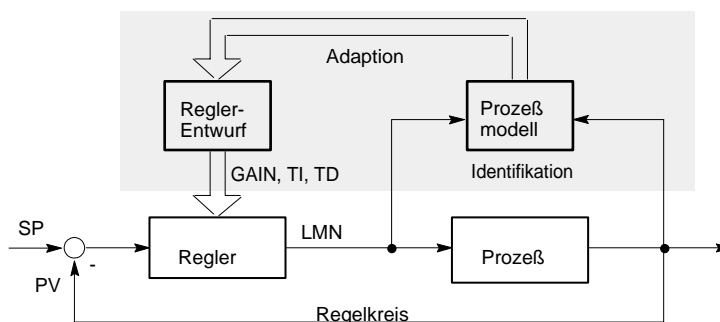 Adaption
Regler-
Entwurf
Prozeß
modell
GAIN, TI, TD
Identifikation
SP
LMN
Regler
Prozeß
-
PV
Regelkreis